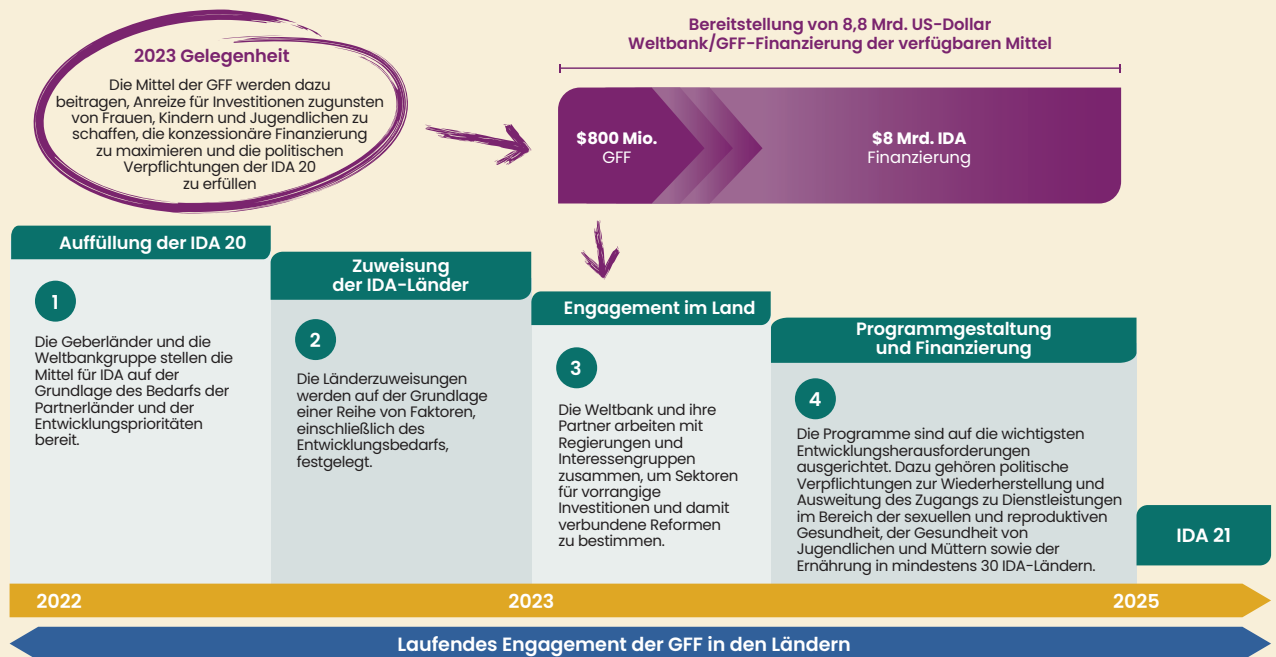 2023 Gelegenheit
Die Mittel der GFF werden dazu
beitragen, Anreize für Investitionen zugunsten
von Frauen, Kindern und Jugendlichen zu
schaffen, die konzessionäre Finanzierung
zu maximieren und die politischen
Verpflichtungen der IDA 20
zu erfüllen
Bereitstellung von 8,8 Mrd. US-Dollar
Weltbank/GFF-Finanzierung der verfügbaren Mittel
$800 Mio.
GFF
$8 Mrd. IDA
Finanzierung
Auffüllung der IDA 20
1
Die Geberländer und die
Weltbankgruppe stellen die
Mittel für IDA auf der
Grundlage des Bedarfs der
Partnerländer und der
Entwicklungsprioritäten
bereit.
Zuweisung
der IDA-Länder
2
Die Länderzuweisungen
werden auf der Grundlage
einer Reihe von Faktoren,
einschließlich des
Entwicklungsbedarfs,
festgelegt.
Engagement im Land
3
Die Weltbank und ihre
Partner arbeiten mit
Regierungen und
Interessengruppen
zusammen, um Sektoren
für vorrangige
Investitionen und damit
verbundene Reformen
zu bestimmen.
Programmgestaltung
und Finanzierung
4
Die Programme sind auf die wichtigsten
Entwicklungsherausforderungen
ausgerichtet. Dazu gehören politische
Verpflichtungen zur Wiederherstellung und
Ausweitung des Zugangs zu Dienstleistungen
im Bereich der sexuellen und reproduktiven
Gesundheit, der Gesundheit von
Jugendlichen und Müttern sowie der
Ernährung in mindestens 30 IDA-Ländern.
IDA 21
2022
2023
2025
Laufendes Engagement der GFF in den Ländern